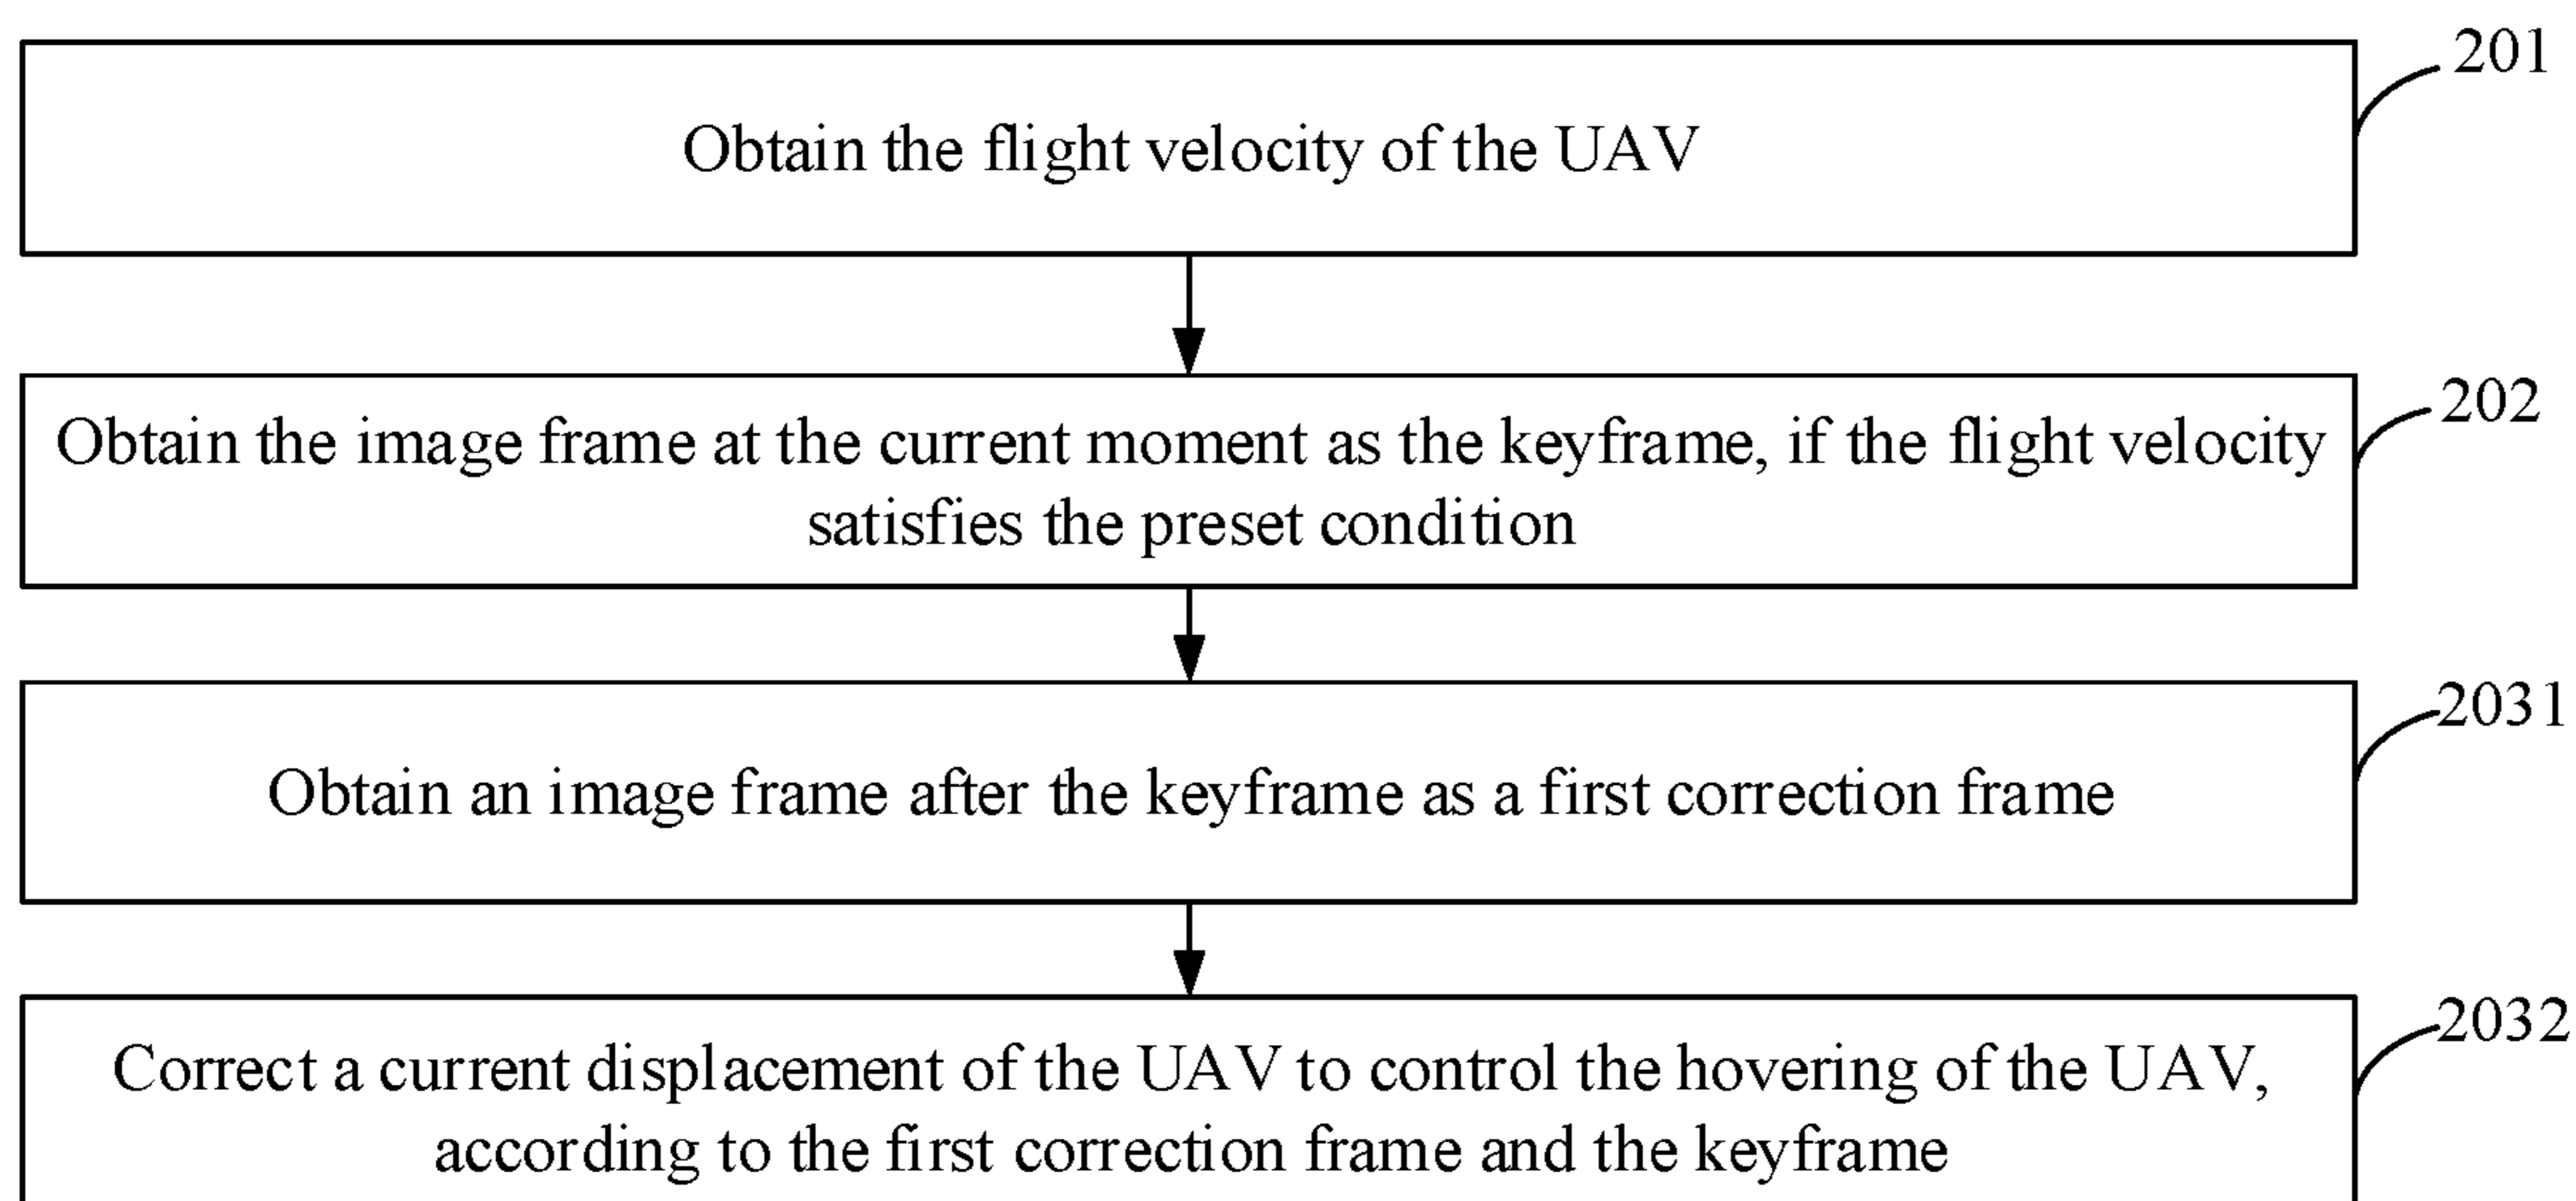 201
Obtain the flight velocity of the UAV
202
Obtain the image frame at the current moment as the keyframe, if the flight velocity
satisfies the preset condition
2031
Obtain an image frame after the keyframe as a first correction frame
2032
Correct a current displacement of the UAV to control the hovering of the UAV,
according to the first correction frame and the keyframe